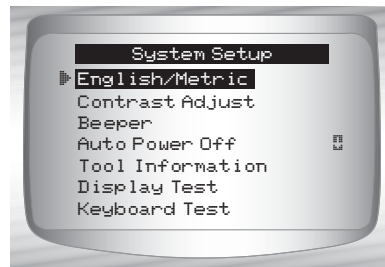 System Setup
English/Metric
Contrast Adjust
Beeper
Auto Power Off
Tool Information
Display Test
Keyboard Test